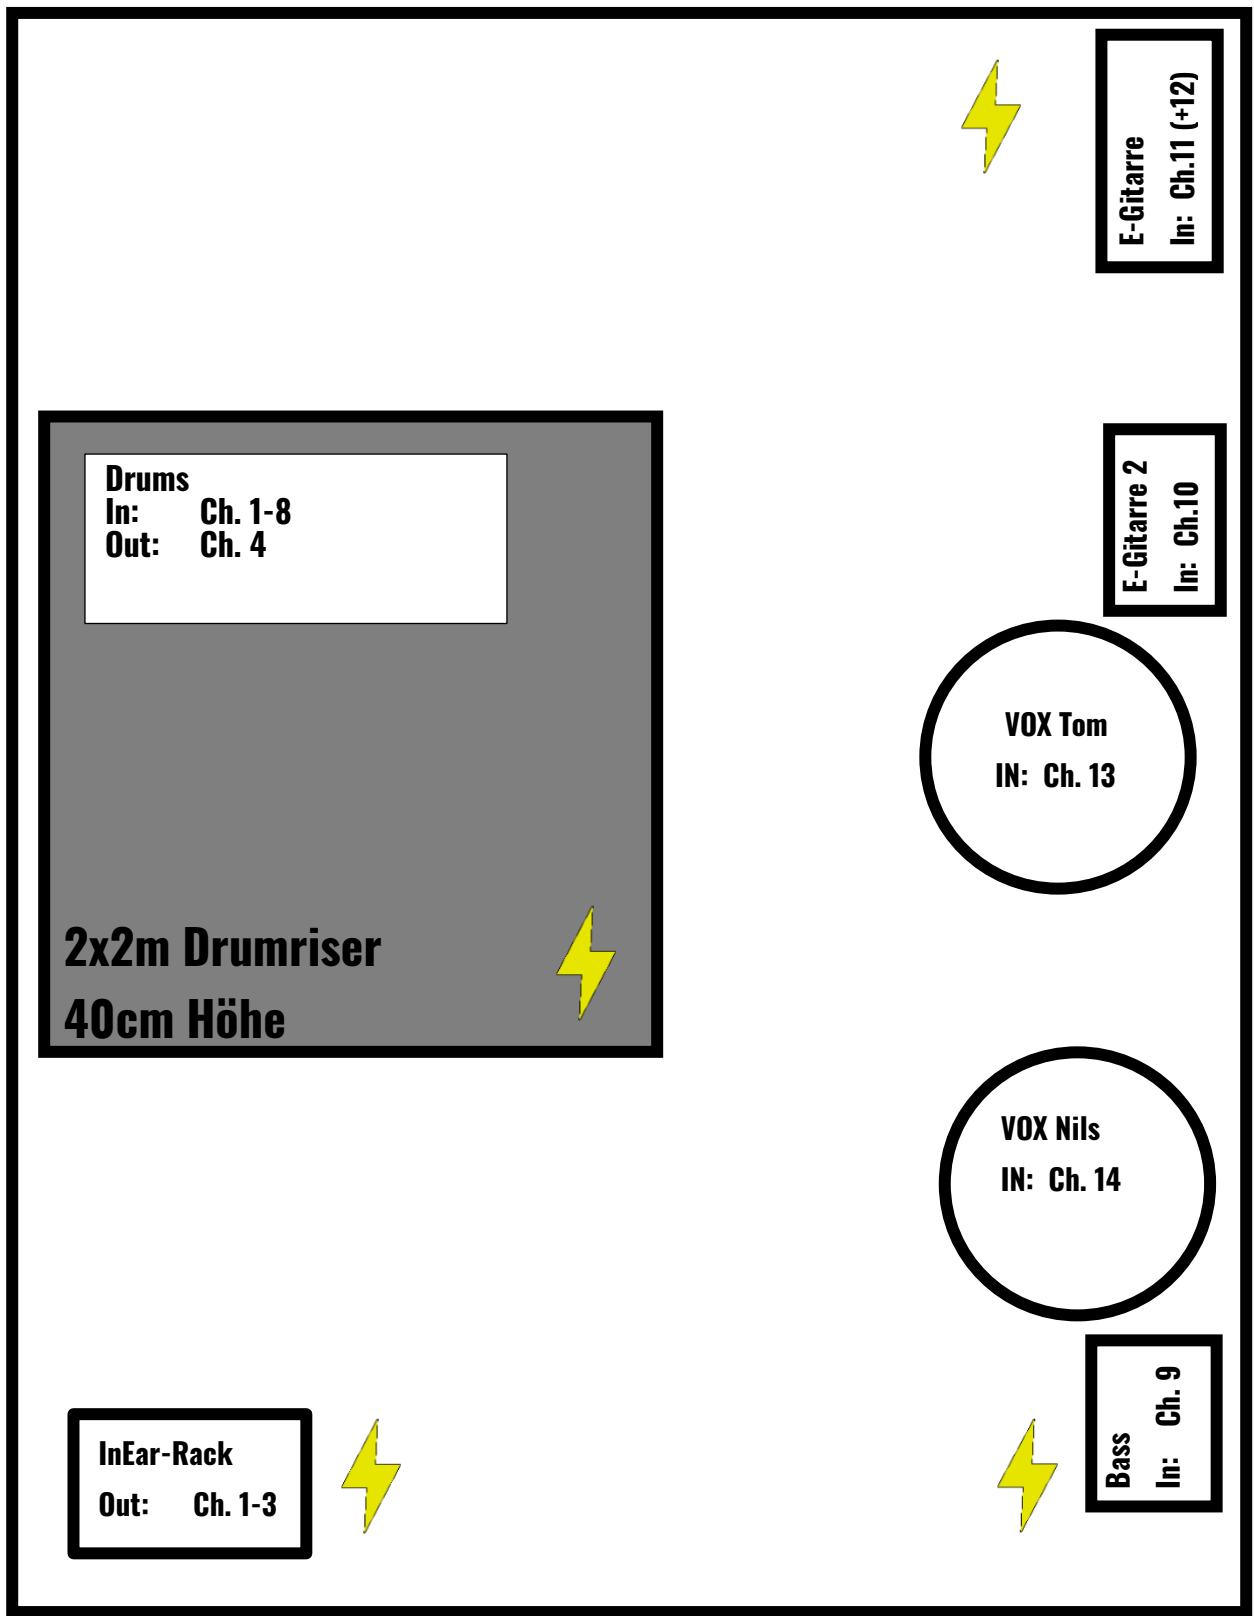 E-Gitarre
In: Ch.11 (+12)
Drums
In: Ch. 1-8
Out: Ch. 4
E-Gitarre 2
In: Ch.10
VOX Tom
IN: Ch. 13
2x2m Drumriser
40cm Höhe
VOX Nils
IN: Ch. 14
Bass
In: Ch. 9
InEar-Rack
Out: Ch. 1-3